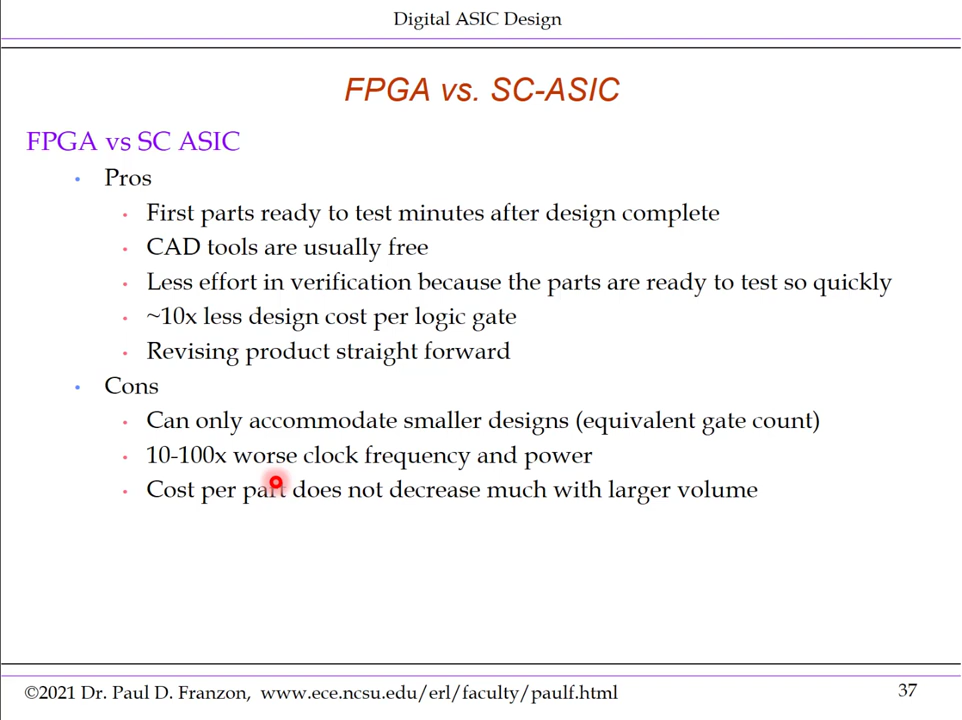 Digital ASIC Design
FPGA vs. SC-ASIC
FPGA vs SC ASIC
• Pros
• First parts ready to test minutes after design complete
• CAD tools are usually free
• Less effort in verification because the parts are ready to test so quickly
• ~10x less design cost per logic gate
• Revising product straight forward
• Cons
• Can only accommodate smaller designs (equivalent gate count)
• 10-100x worse clock frequency and power
• Cost per part does not decrease much with larger volume
©2021 Dr. Paul D. Franzon, www.ece.ncsu.edu/erl/faculty/paulf.html
37